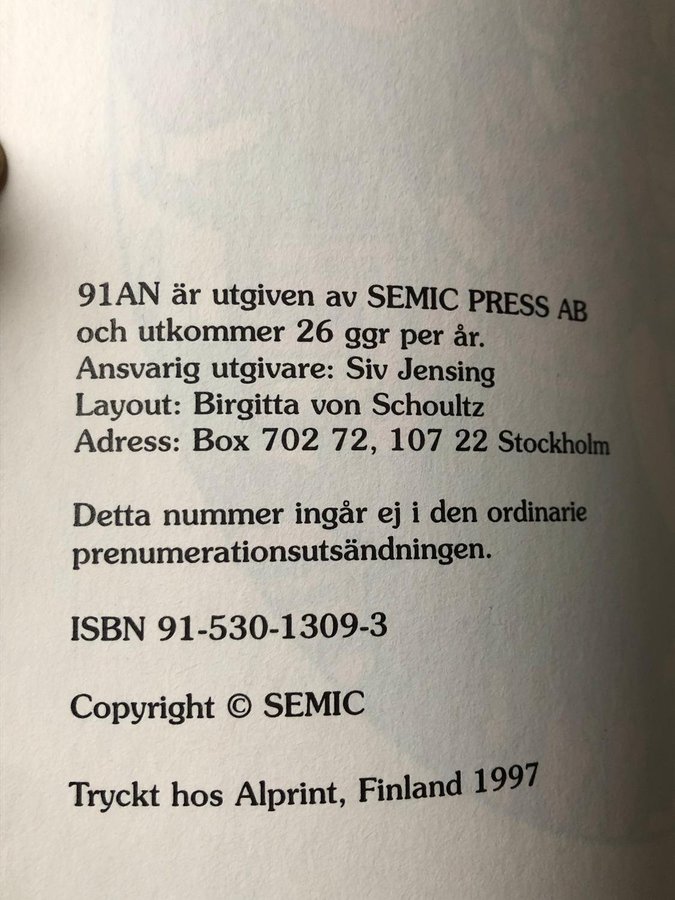 91AN är utgiven av SEMIC PRESS AB
och utkommer 26 ggr per år.
Ansvarig utgivare: Siv Jensing
Layout: Birgitta von Schoultz
Adress: Box 702 72, 107 22 Stockholm
Detta nummer ingår ej i den ordinarie
prenumerationsutsändningen.
ISBN 91-530-1309-3
Copyright © SEMIC
Tryckt hos Alprint, Finland 1997